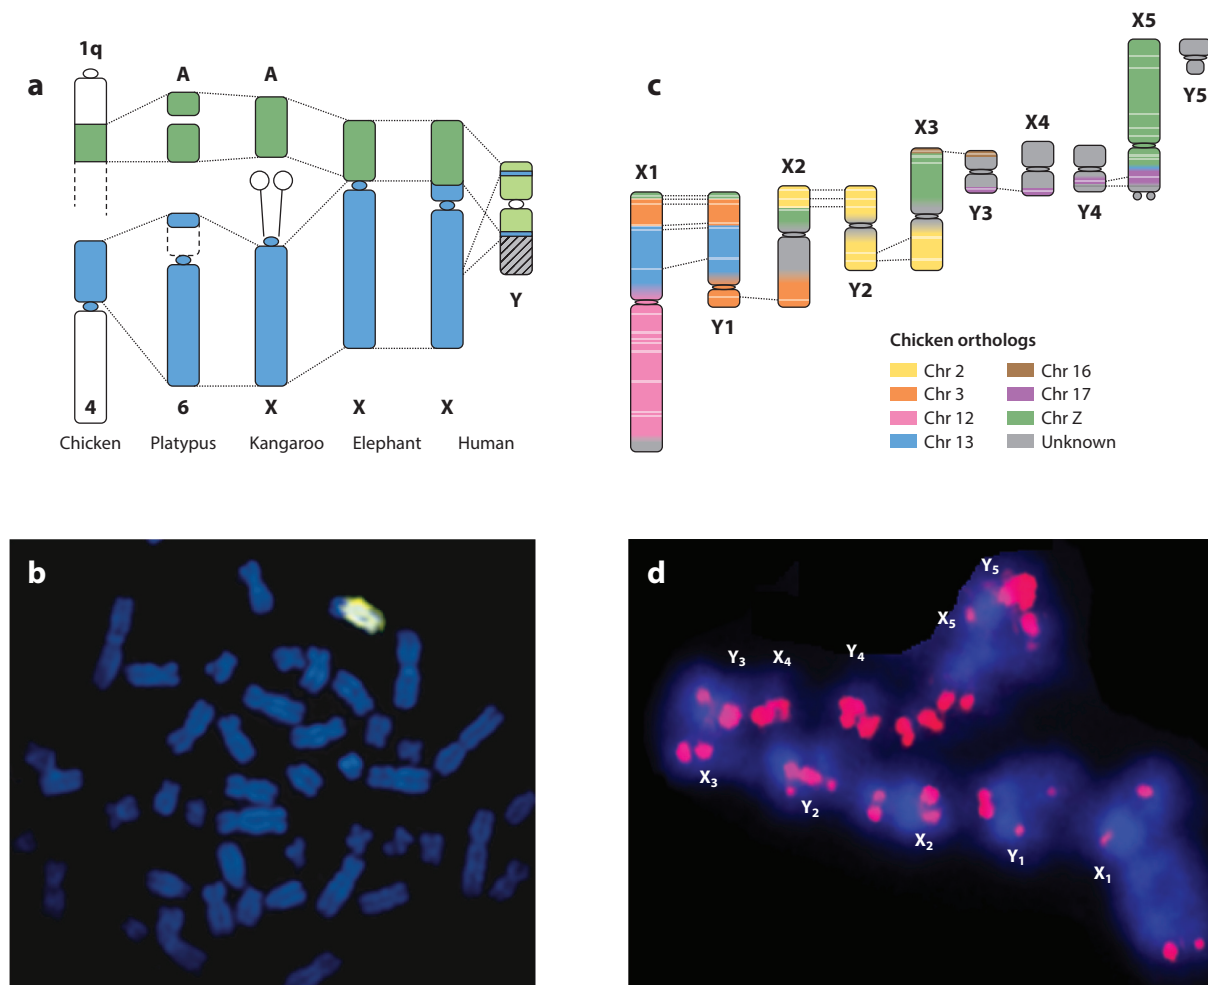 a
1q
A
A
Y
4
6
X
X
X
Chicken
Platypus
Kangaroo
Elephant
Human
c
X1
Y1
X2
Y2
X3
Y3
X4
Y4
X5
Y5
Chicken orthologs
Chr 2
Chr 3
Chr 12
Chr 13
Chr 16
Chr 17
Chr Z
Unknown
b
d
Y5
X5
Y3
X4
Y4
X3
Y2
X2
Y1
X1